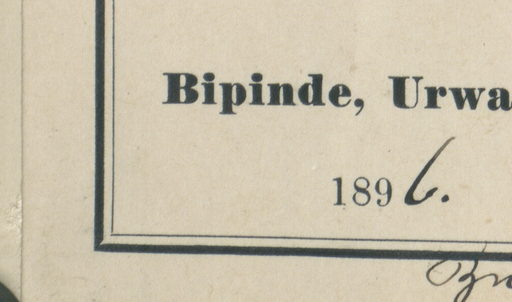 Bipinde, Urwa
1896.